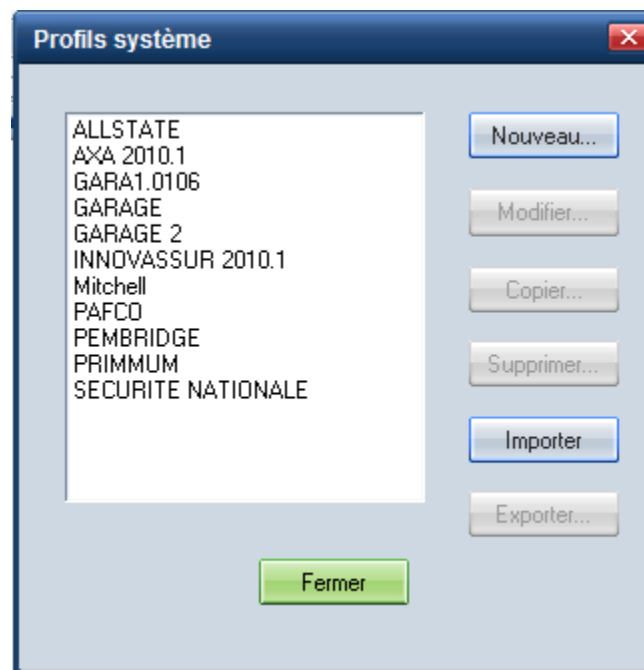 Profils système
ALLSTATE
AXA 2010.1
GARA1.0106
GARAGE
GARAGE 2
INNOVASSUR 2010.1
Mitchell
PAFCO
PEMBRIDGE
PRIMMUM
SECURITE NATIONALE
Nouveau...
Modifier...
Copier...
Supprimer...
Importer
Exporter...
Fermer